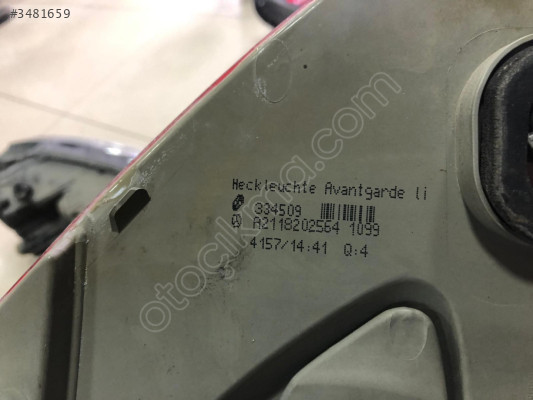 #3481659
Heckleuchte Avantgarde li
334509
A2118202564 1099
4157/14:41 Q:4
otocikma.com